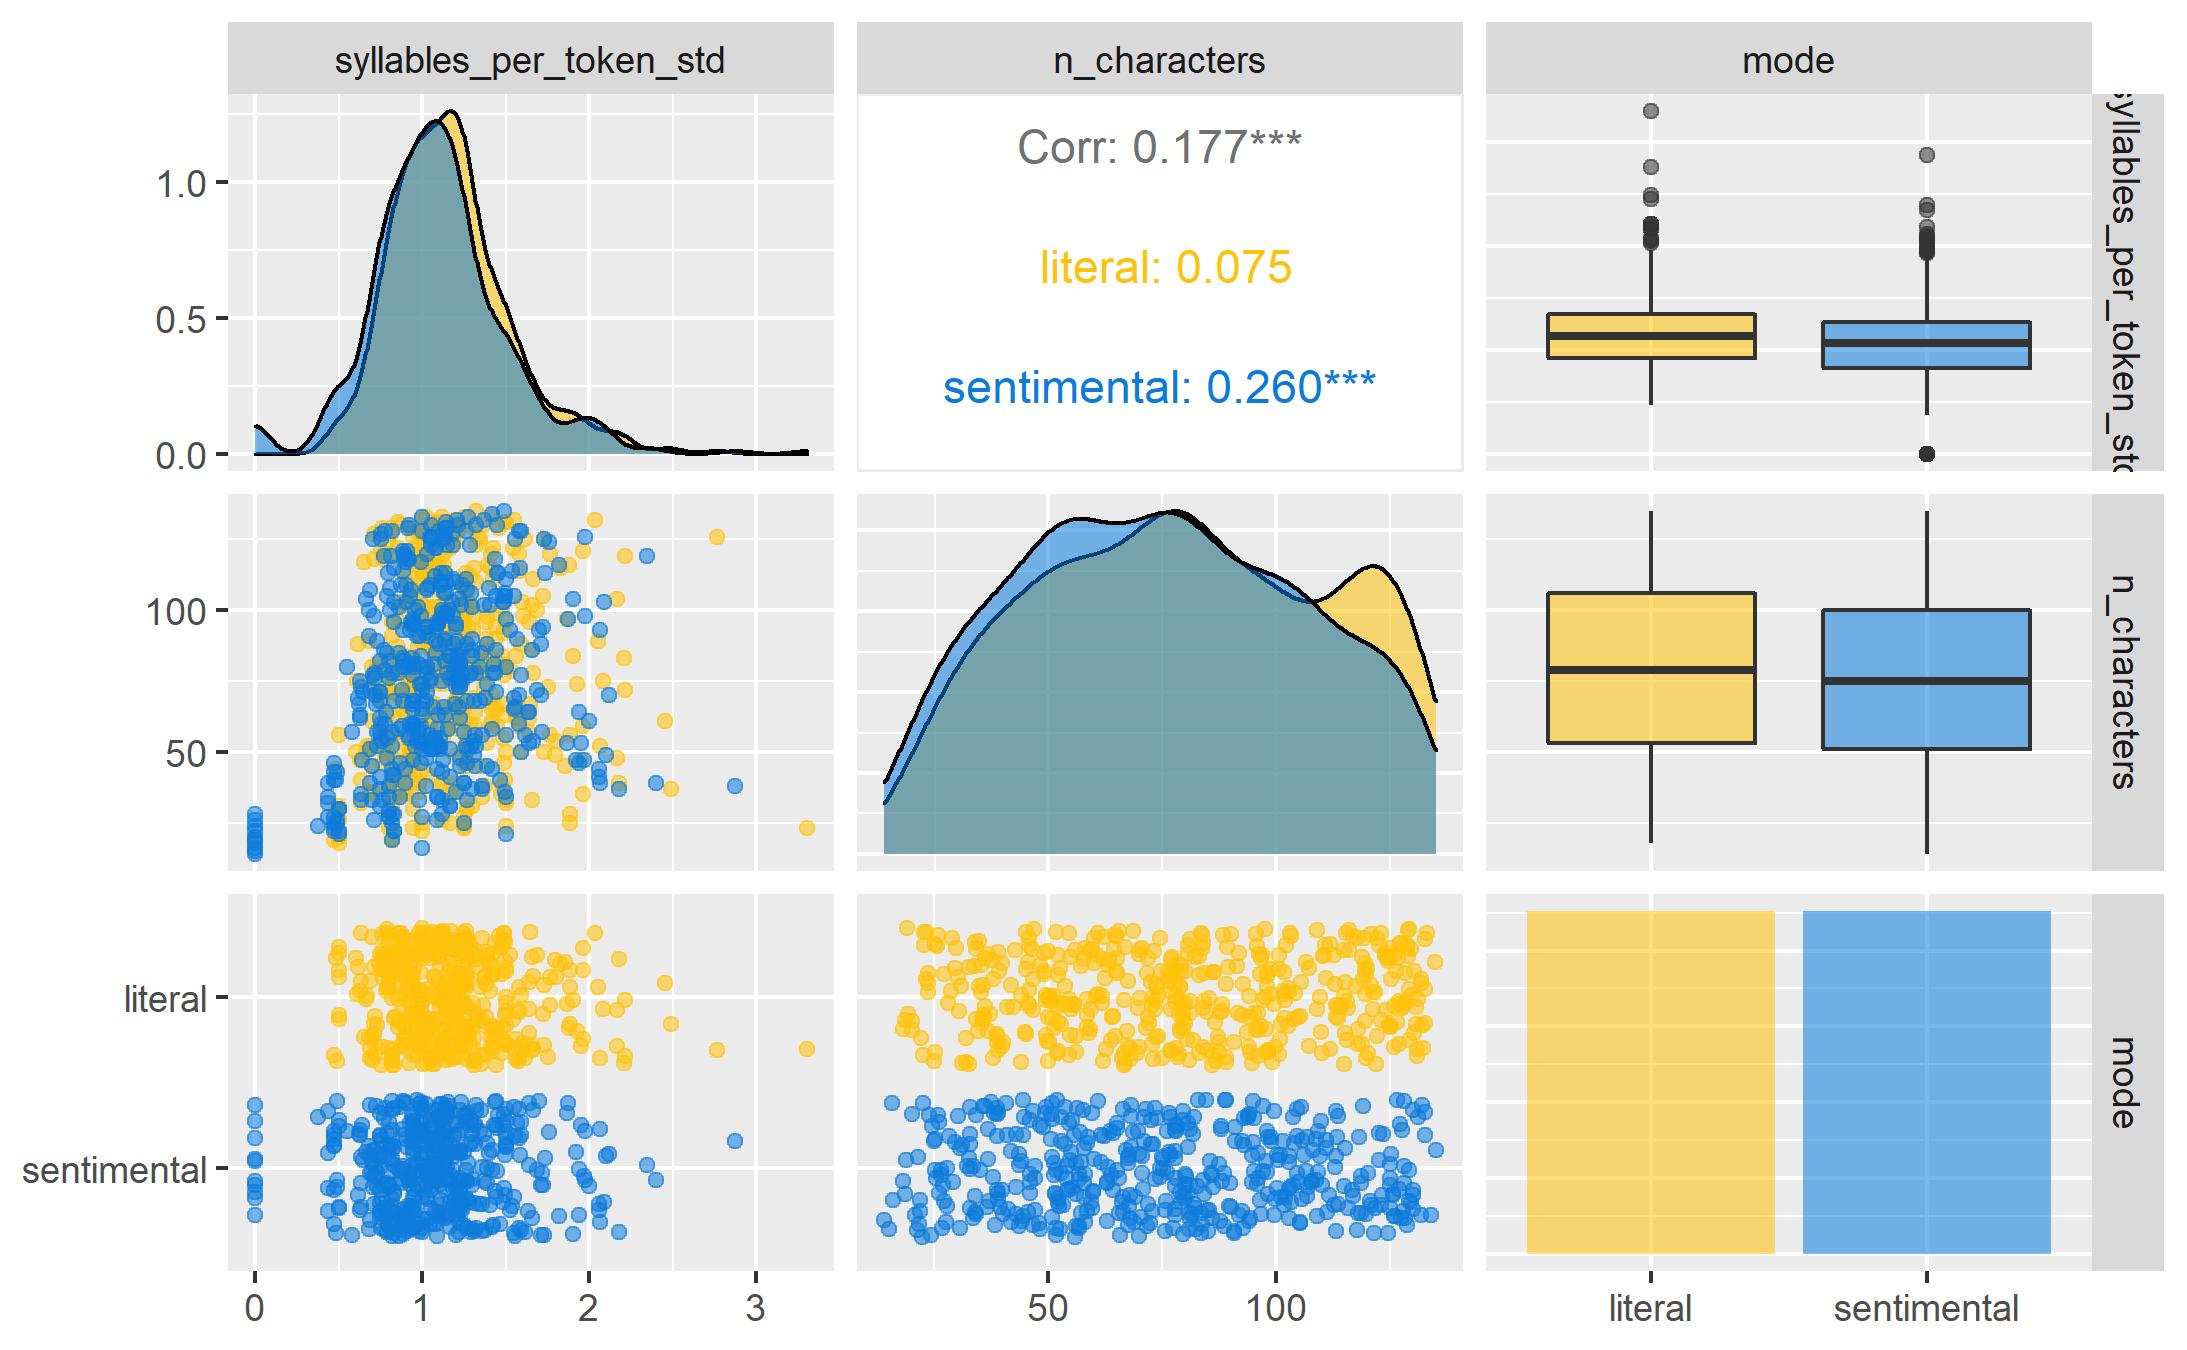 syllables_per_token_std
n_characters
mode
1.0
0.5
0.0
Corr: 0.177***
literal: 0.075
sentimental: 0.260***
syllables_per_token_std
100
50
n_characters
literal
sentimental
mode
0
1
2
3
50
100
literal
sentimental